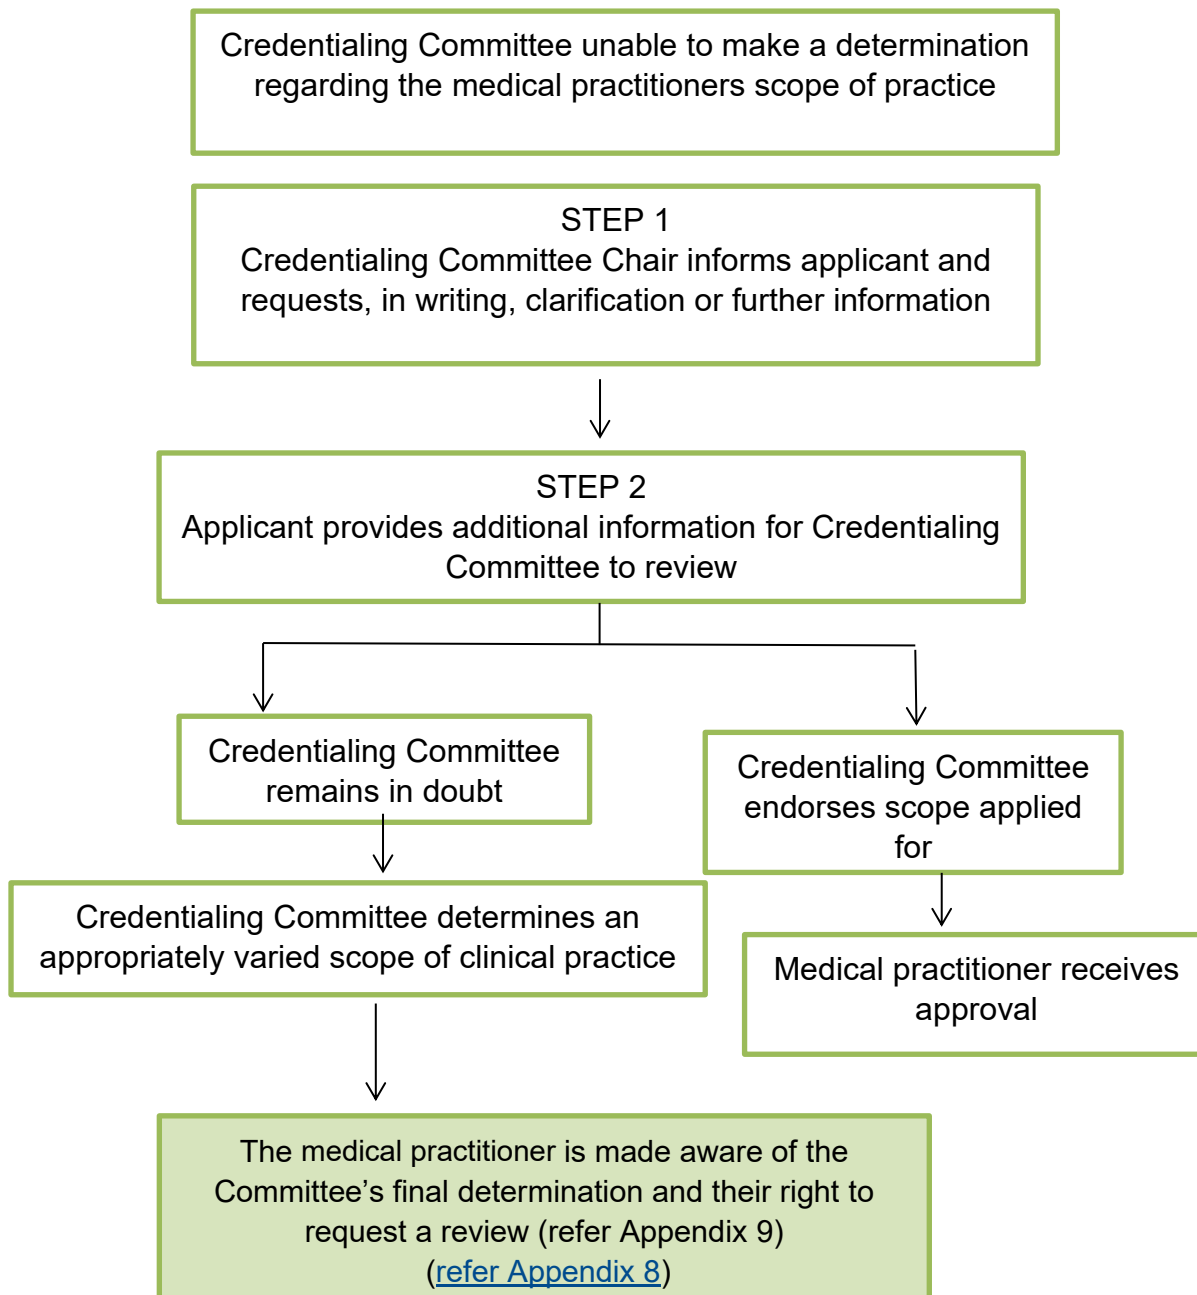 Credentialing Committee unable to make a determination
regarding the medical practitioners scope of practice
STEP 1
Credentialing Committee Chair informs applicant and
requests, in writing, clarification or further information
STEP 2
Applicant provides additional information for Credentialing
Committee to review
Credentialing Committee
remains in doubt
Credentialing Committee
endorses scope applied
for
Credentialing Committee determines an
appropriately varied scope of clinical practice
Medical practitioner receives
approval
The medical practitioner is made aware of the
Committee’s final determination and their right to
request a review (refer Appendix 9)
(refer Appendix 8)